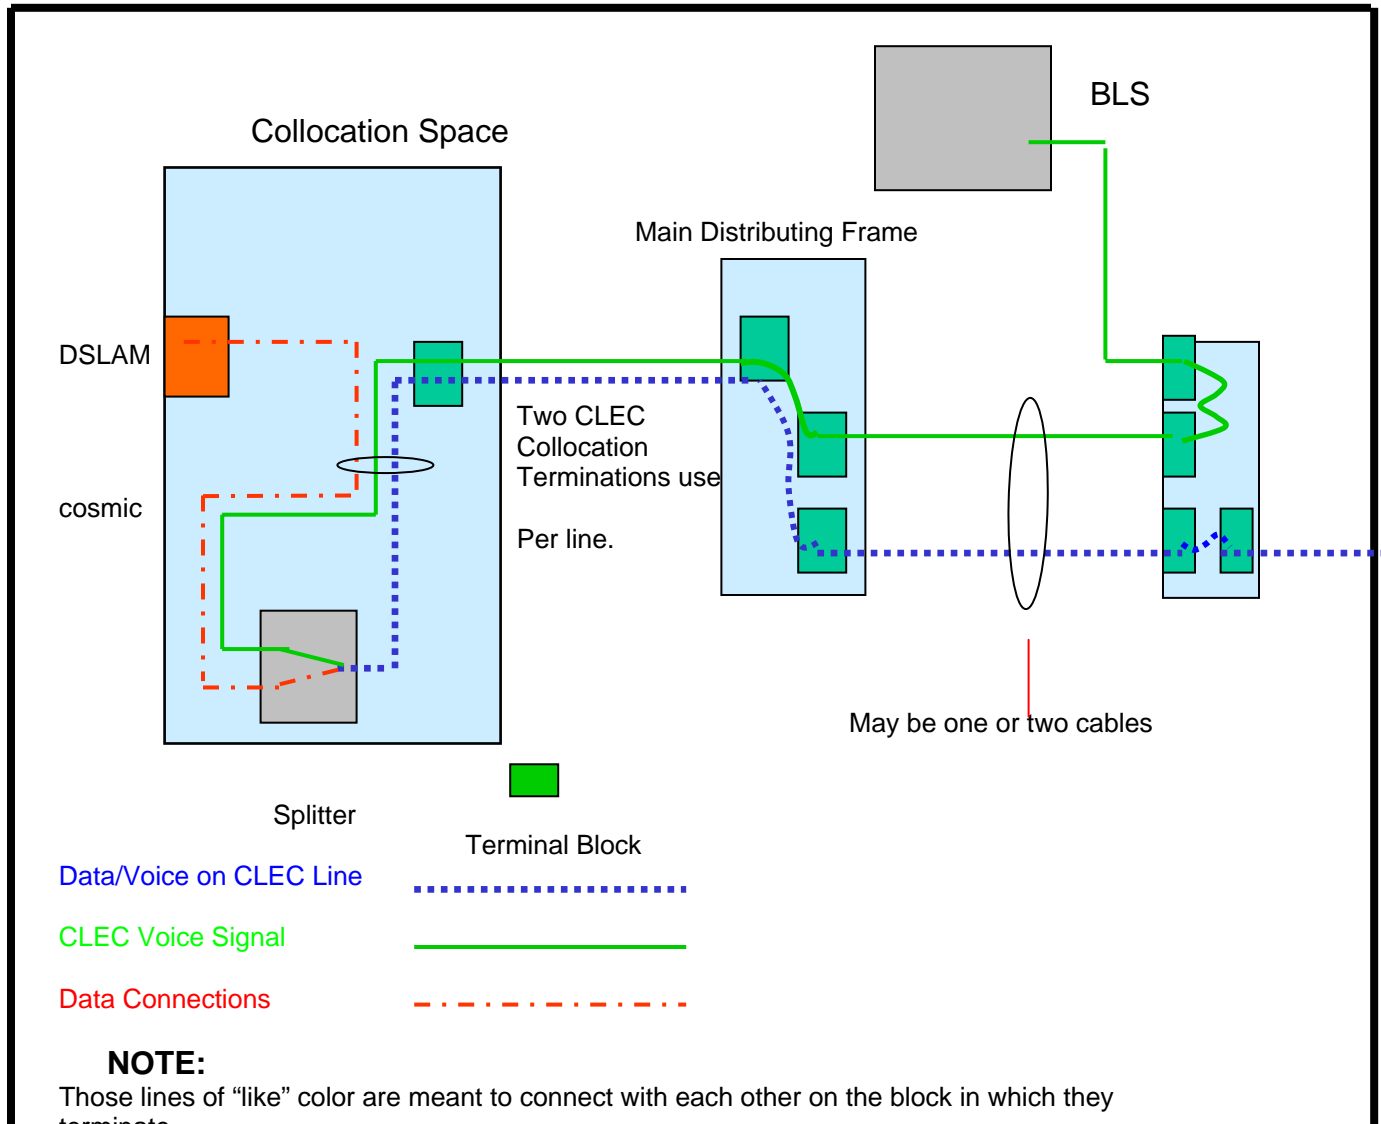 BLS
Collocation Space
Main Distributing Frame
DSLAM
Two CLEC
Collocation
Terminations use
cosmic
Per line.
May be one or two cables
Splitter
Terminal Block
Data/Voice on CLEC Line
CLEC Voice Signal
Data Connections
NOTE:
Those lines of “like” color are meant to connect with each other on the block in which they
terminate